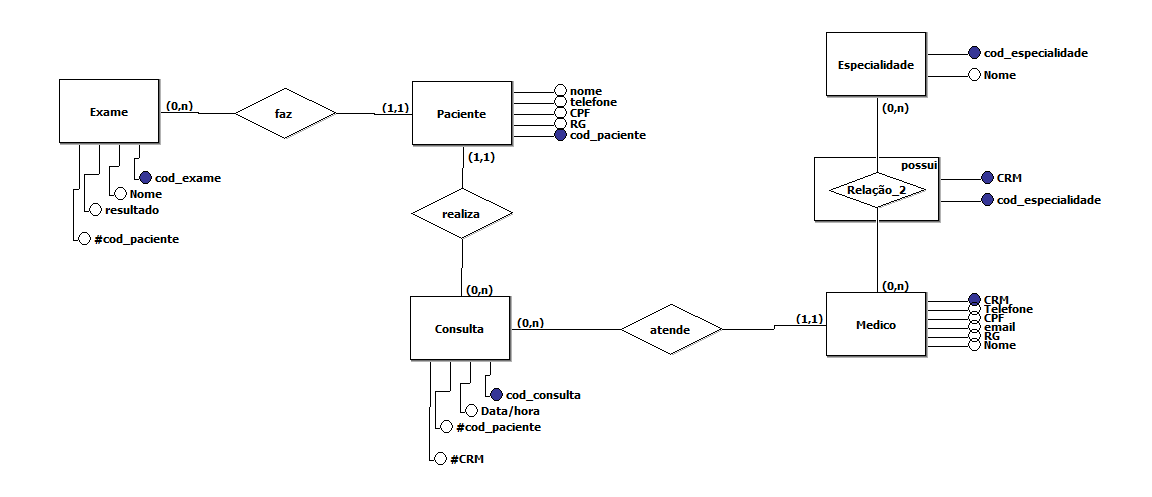 Exame
(0,n)
faz
(1,1)
Paciente
nome
telefone
CPF
RG
cod_paciente
cod_exame
Nome
resultado
#cod_paciente
(1,1)
realiza
(0,n)
Especialidade
cod_especialidade
Nome
(0,n)
possui
Relação_2
CRM
cod_especialidade
(0,n)
Consulta
(0,n)
atende
(1,1)
Medico
CRM
Telefone
CPF
email
RG
Nome
cod_consulta
Data/hora
#cod_paciente
#CRM